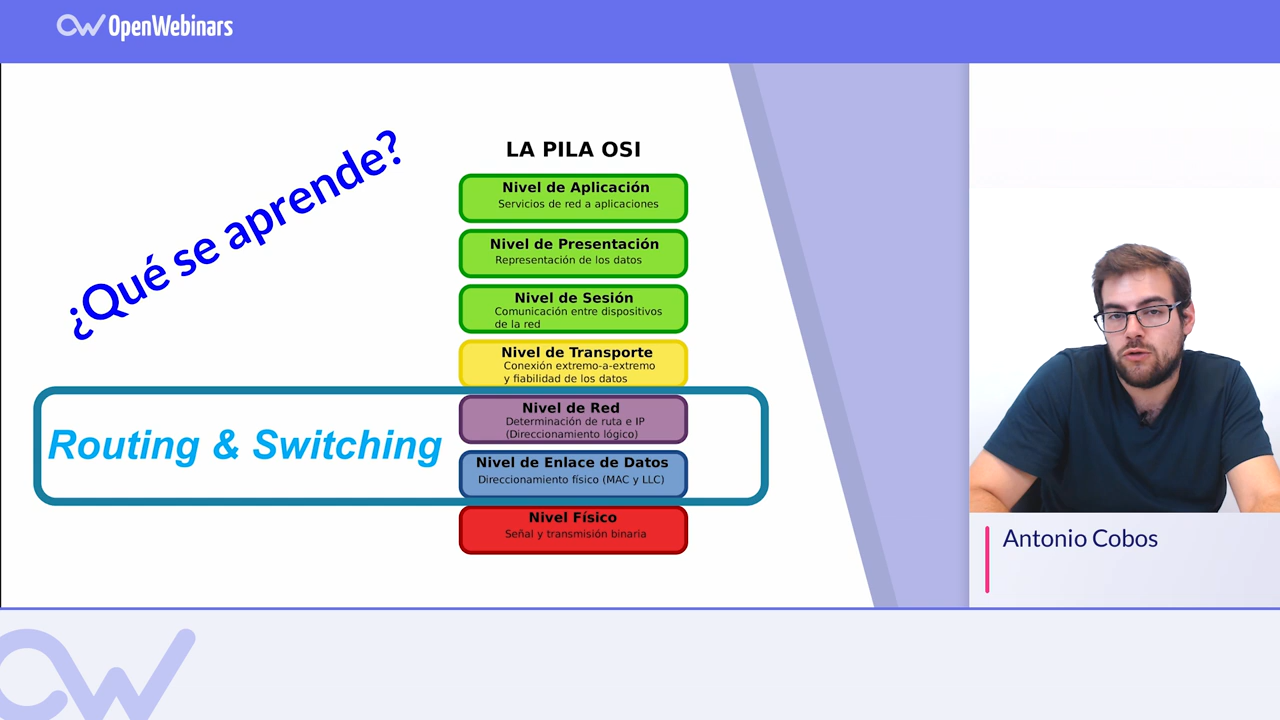 OpenWebinars
¿Qué se aprende?
LA PILA OSI
Nivel de Aplicación
Servicios de red a aplicaciones
Nivel de Presentación
Representación de los datos
Nivel de Sesión
Comunicación entre dispositivos
de la red
Nivel de Transporte
Conexión extremo-a-extremo
y fiabilidad de los datos
Routing & Switching
Nivel de Red
Determinación de ruta e IP
(Direccionamiento lógico)
Nivel de Enlace de Datos
Direccionamiento físico (MAC y LLC)
Nivel Físico
Señal y transmisión binaria
Antonio Cobos